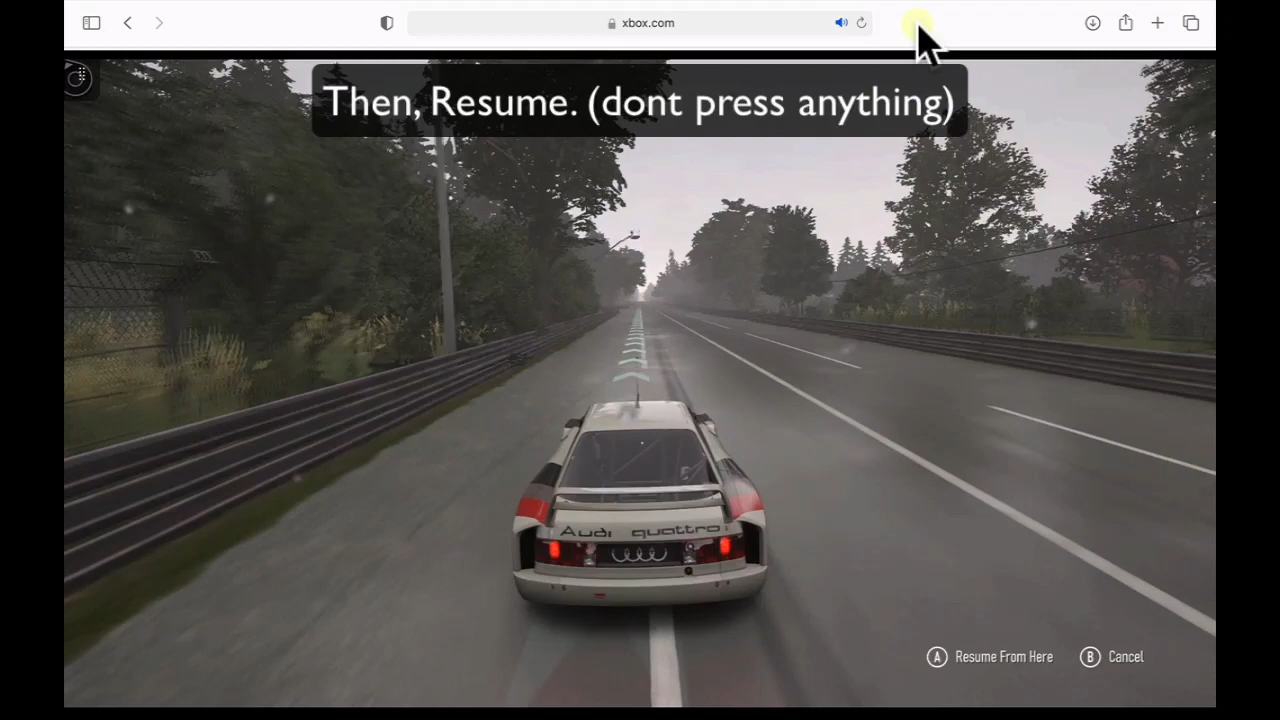 xbox.com
Then, Resume. (dont press anything)
Audi quattro
A Resume From Here B Cancel